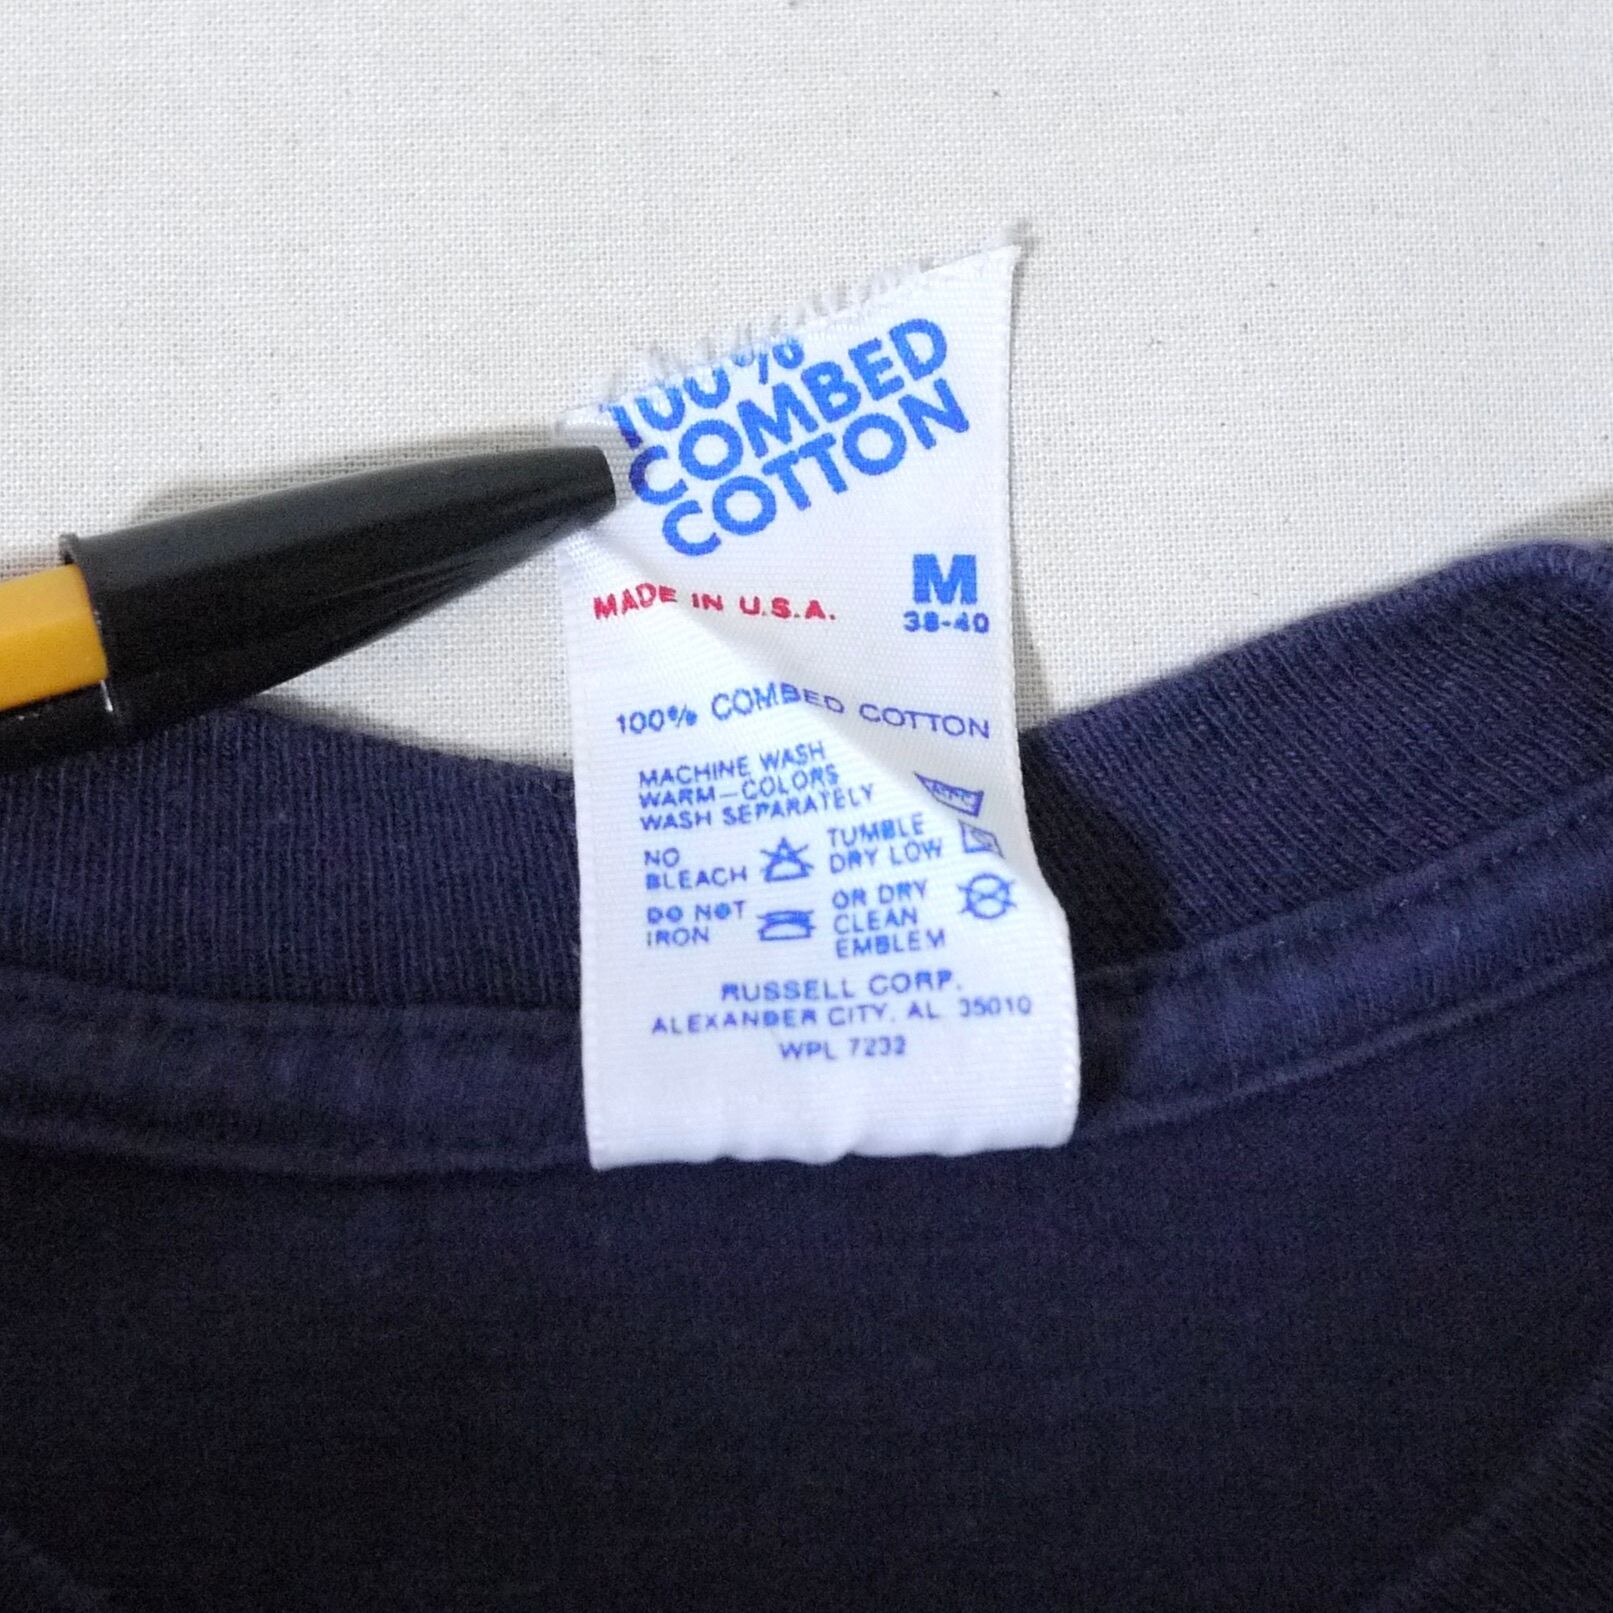 100%
COMBED
COTTON
M
MADE IN U.S.A.
38-40
100% COMBED COTTON
MACHINE WASH
WARM-COLORS
WASH SEPARATELY
NO
BLEACH
TUMBLE
DRY LOW
DO NOT
IRON
OR DRY
CLEAN
EMBLEM
RUSSELL CORP.
ALEXANDER CITY, AL 35010
WPL 7232